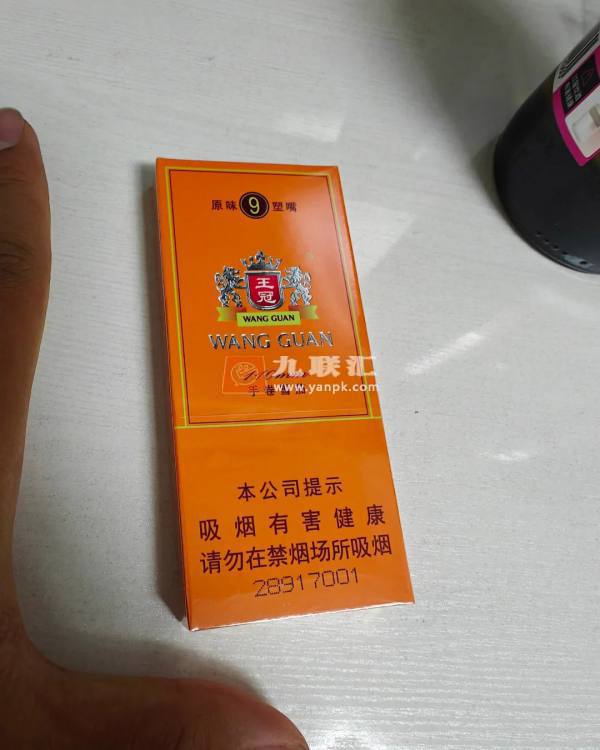 原味 9 塑嘴
王冠
WANG GUAN
WANG GUAN
九联汇
www.yanpk.com
手卷雪茄
本公司提示
吸烟有害健康
请勿在禁烟场所吸烟
28917001